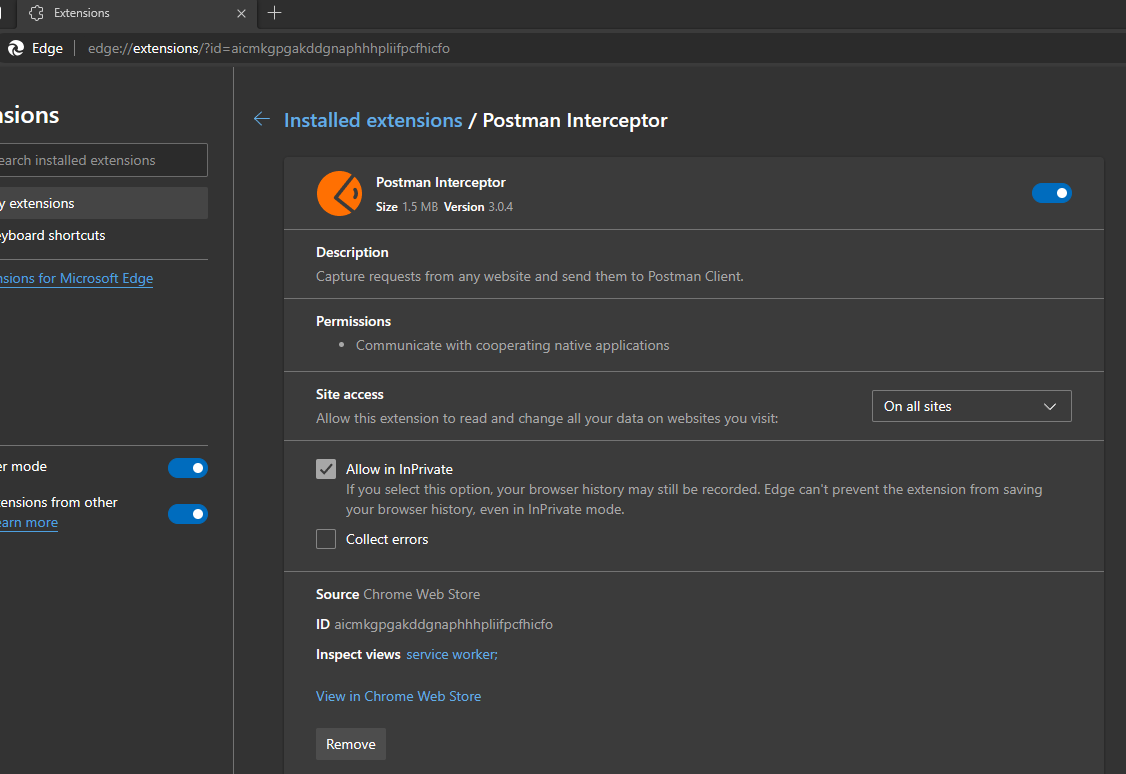 Extensions
Edge
edge://extensions/?id=aicmkgpgakddgnaphhhpliifpcfhicfo
nsions
earch installed extensions
y extensions
yboard shortcuts
nsions for Microsoft Edge
er mode
tensions from other
earn more
Installed extensions / Postman Interceptor
Postman Interceptor
Size 1.5 MB Version 3.0.4
Description
Capture requests from any website and send them to Postman Client.
Permissions
• Communicate with cooperating native applications
Site access
Allow this extension to read and change all your data on websites you visit:
On all sites
Allow in InPrivate
If you select this option, your browser history may still be recorded. Edge can't prevent the extension from saving
your browser history, even in InPrivate mode.
Collect errors
Source Chrome Web Store
ID aicmkgpgakddgnaphhhpliifpcfhicfo
Inspect views service worker;
View in Chrome Web Store
Remove